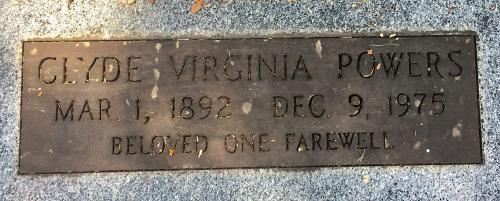 CLYDE VIRGINIA POWERS
MAR. 1, 1892 DEC. 9, 1975
BELOVED ONE FAREWELL